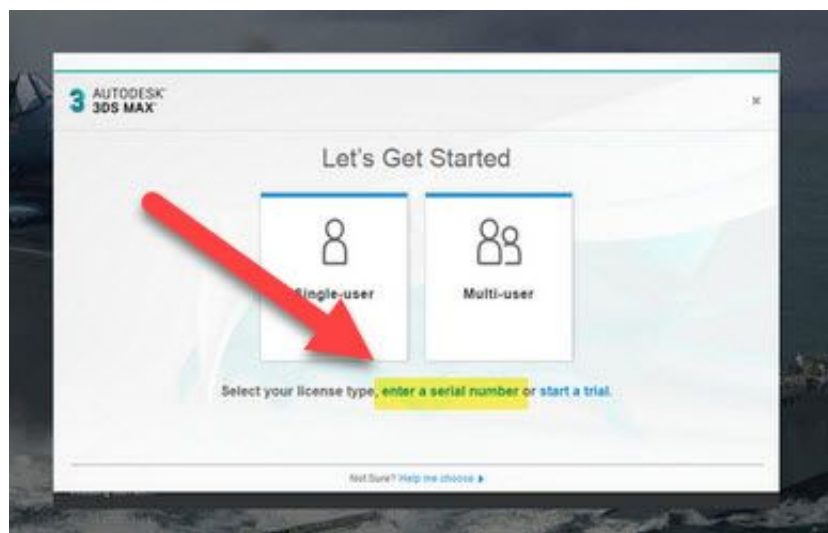 3 AUTODESK®
3DS MAX®
×
Let's Get Started
Single-user
Multi-user
Select your license type, enter a serial number or start a trial.
Not Sure? Help me choose